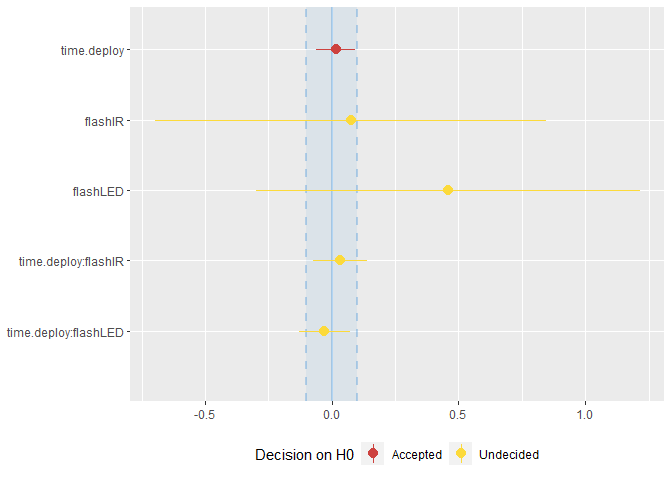 time.deploy
flashIR
flashLED
time.deploy:flashIR
time.deploy:flashLED
-0.5 0.0 0.5 1.0
Decision on H0 Accepted Undecided